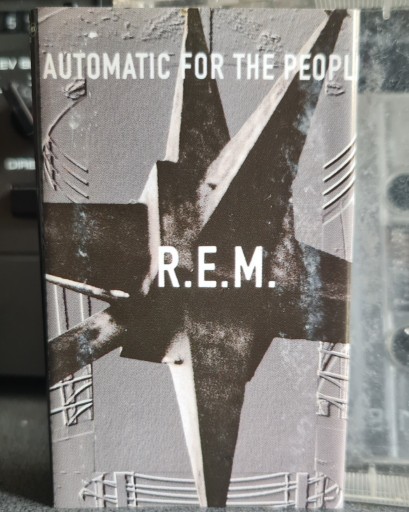 AUTOMATIC FOR THE PEOPL
R.E.M.